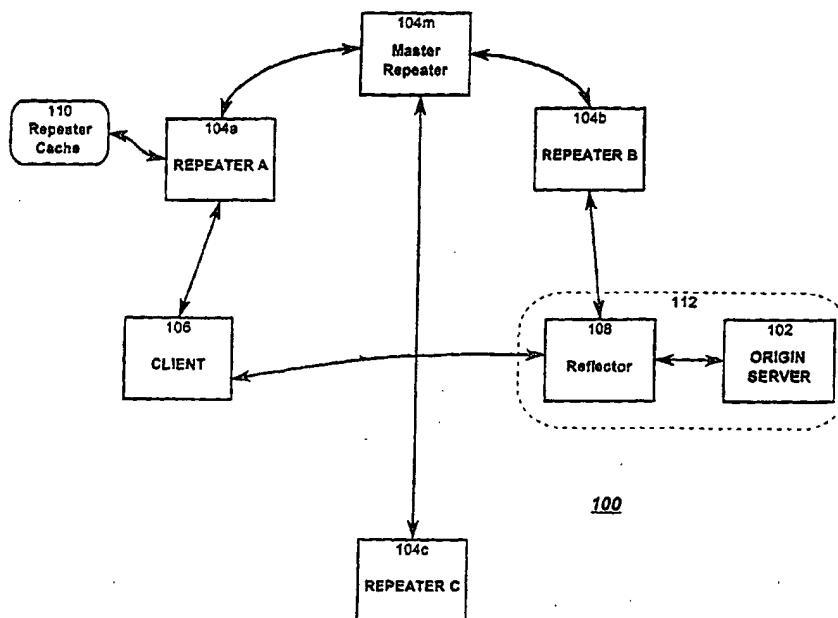 104m
Master
Repeater
110
Repeater
Cache
104a
REPEATER A
104b
REPEATER B
106
CLIENT
112
108
Reflector
102
ORIGIN
SERVER
100
104c
REPEATER C